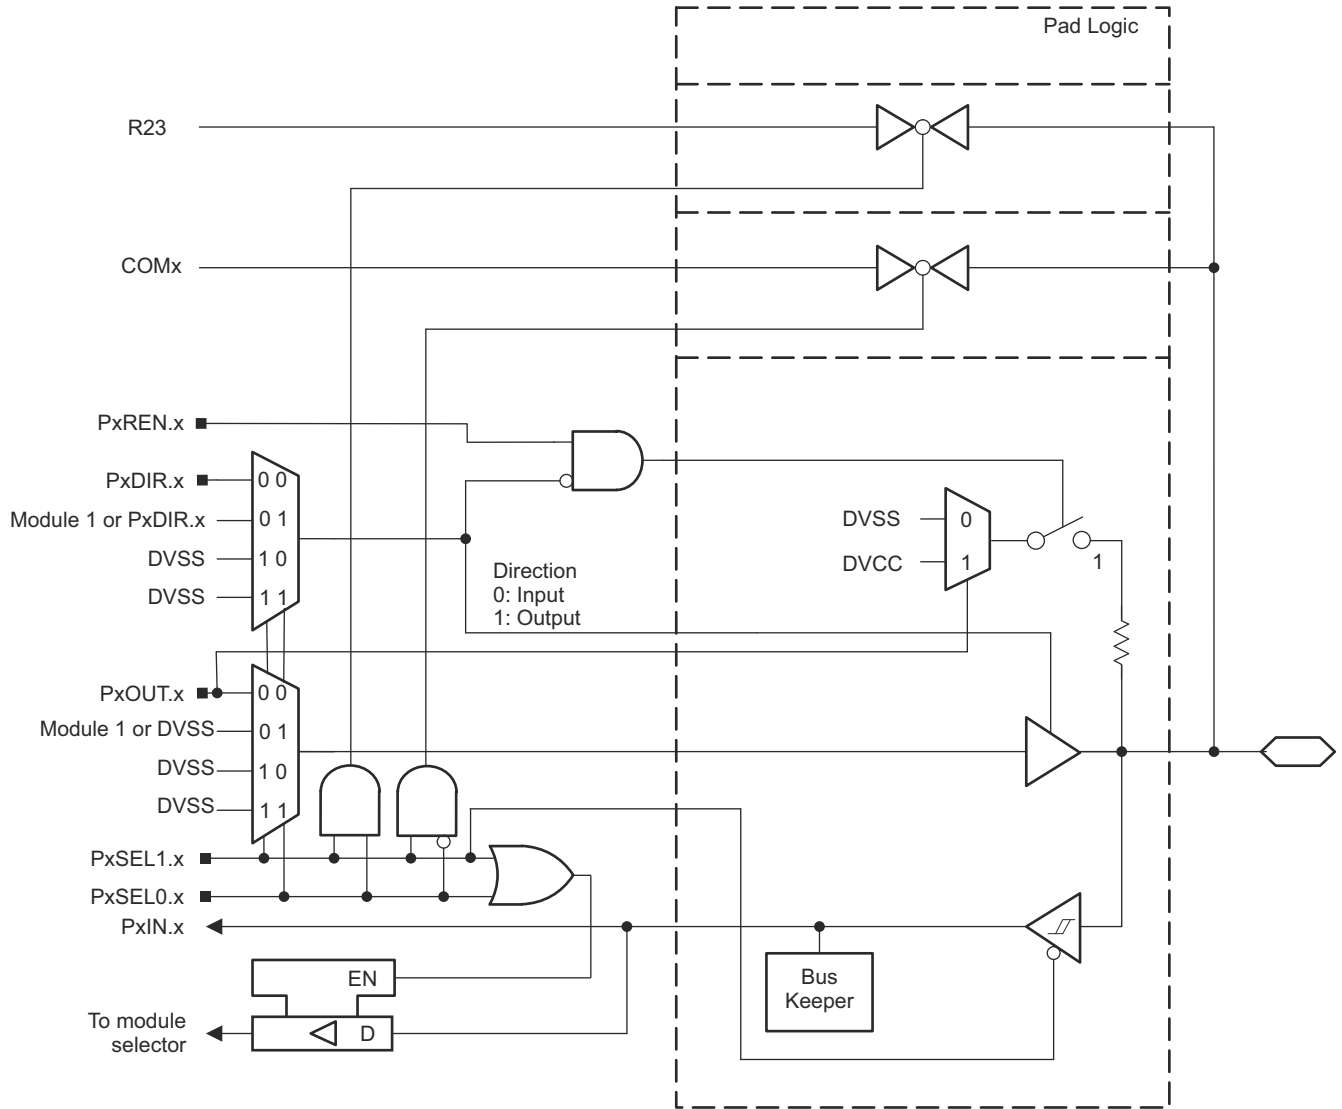 Pad Logic
R23
COMx
PxREN.x
PxDIR.x
0 0
Module 1 or PxDIR.x
0 1
DVSS
1 0
DVSS
1 1
Direction
0: Input
1: Output
DVSS
0
DVCC
1
1
PxOUT.x
0 0
Module 1 or DVSS
0 1
DVSS
1 0
DVSS
1 1
PxSEL1.x
PxSEL0.x
PxIN.x
EN
D
To module
selector
Bus
Keeper